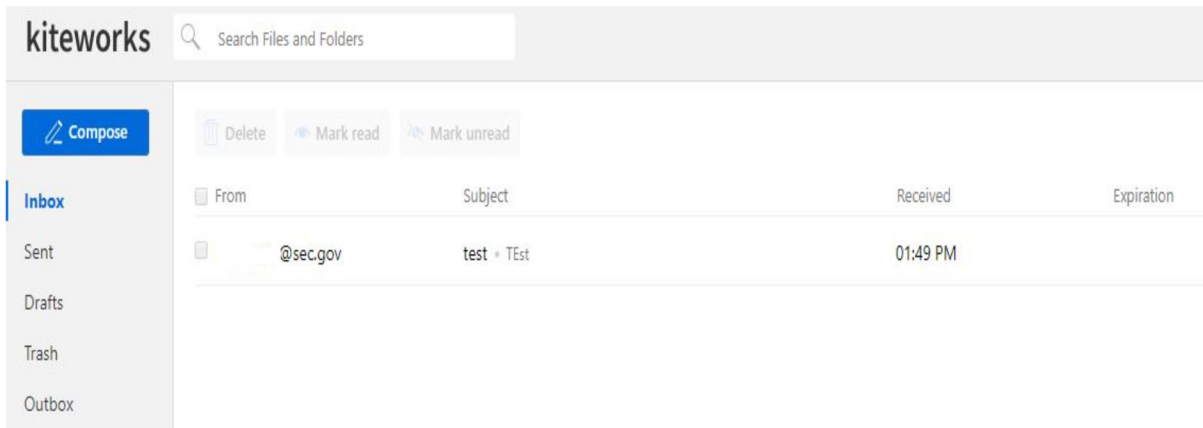 kiteworks
Search Files and Folders
Compose
Delete
Mark read
Mark unread
Inbox
From Subject Received Expiration
@sec.gov test • TEst 01:49 PM
Sent
Drafts
Trash
Outbox